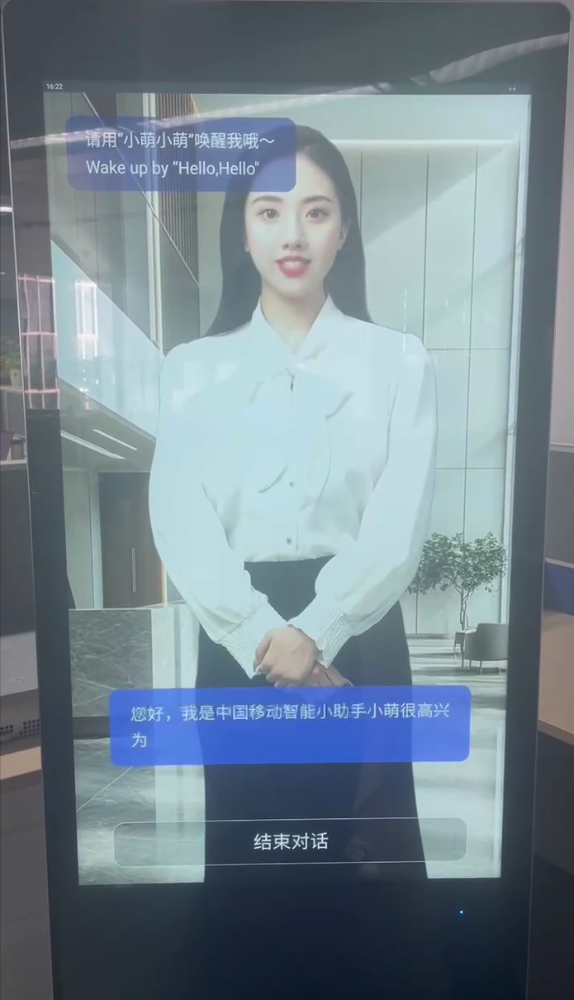 16:22
请用“小萌小萌”唤醒我哦～
Wake up by “Hello,Hello"
您好，我是中国移动智能小助手小萌很高兴
为
结束对话